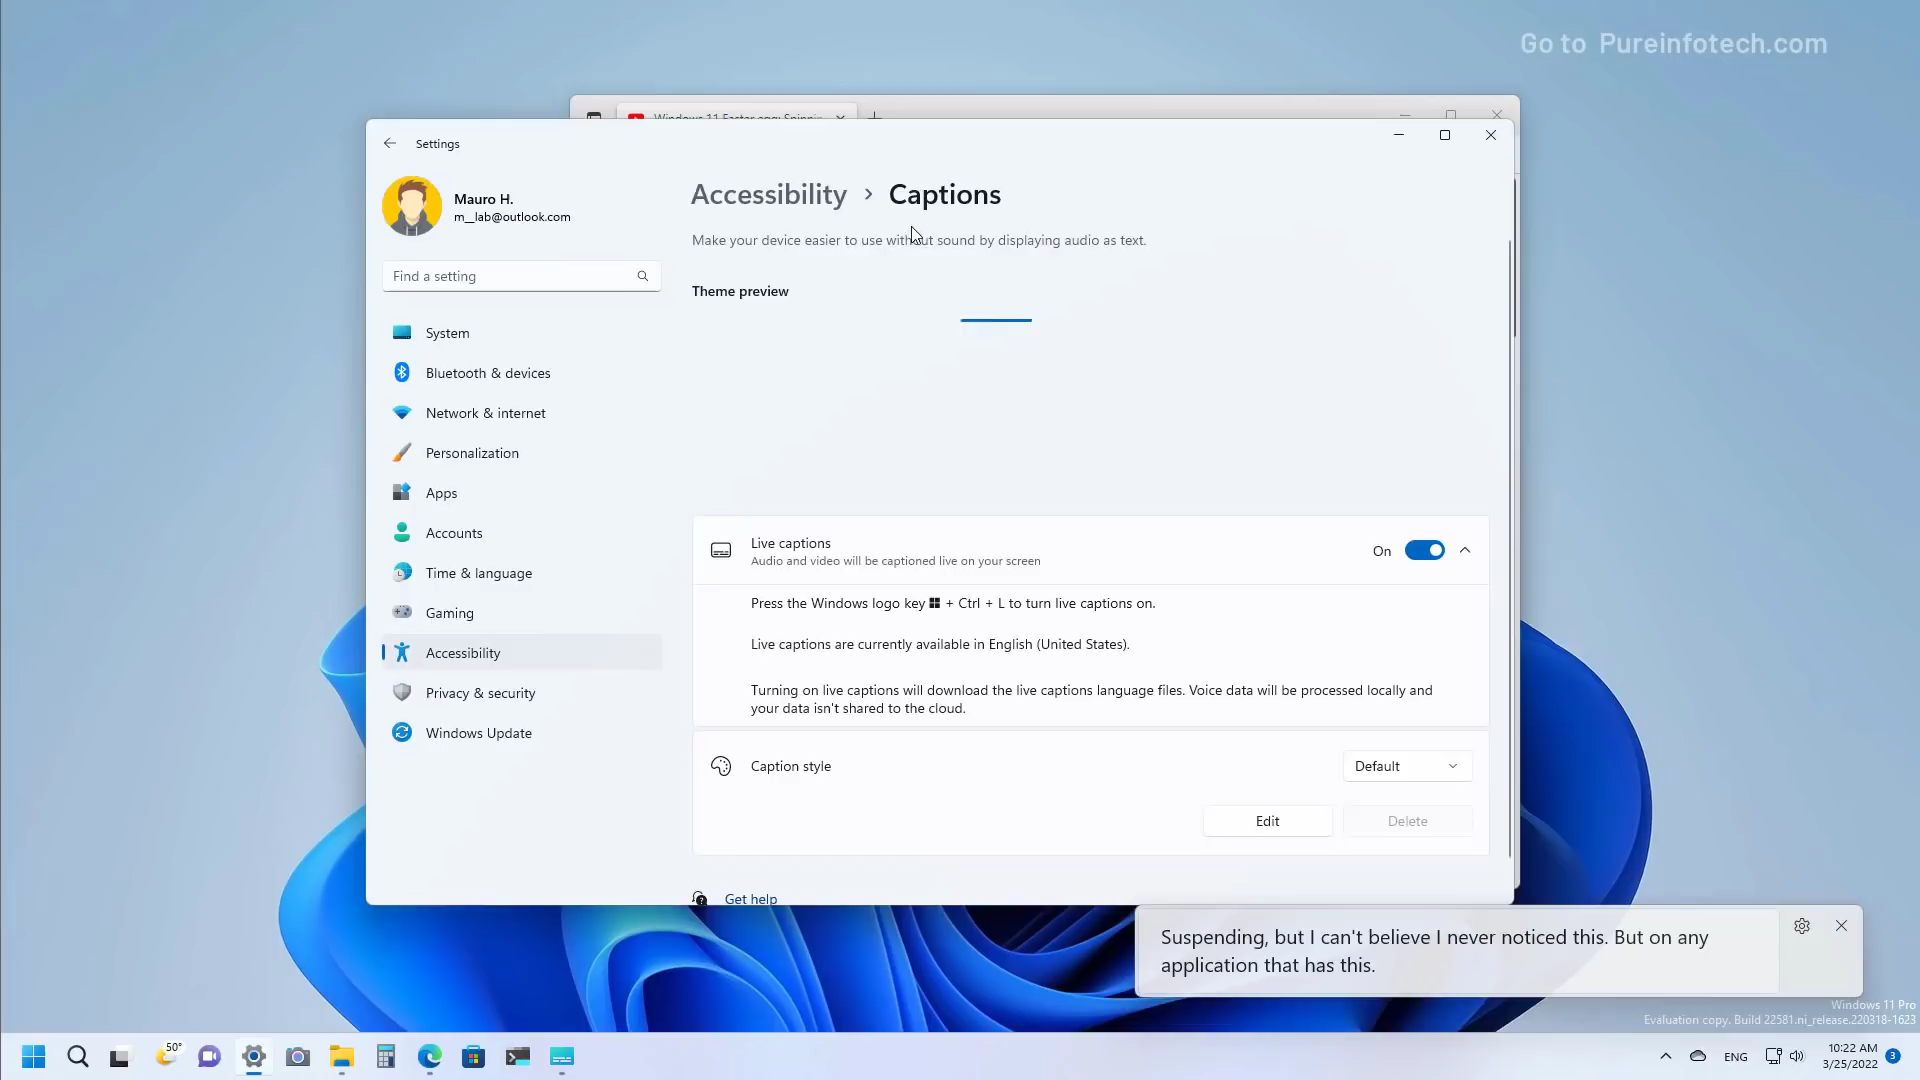 Go to Pureinfotech.com
Settings
Mauro H.
m__lab@outlook.com
Find a setting
System
Bluetooth & devices
Network & internet
Personalization
Apps
Accounts
Time & language
Gaming
Accessibility
Privacy & security
Windows Update
Accessibility > Captions
Make your device easier to use without sound by displaying audio as text.
Theme preview
Live captions
Audio and video will be captioned live on your screen
On
Press the Windows logo key + Ctrl + L to turn live captions on.
Live captions are currently available in English (United States).
Turning on live captions will download the live captions language files. Voice data will be processed locally and
your data isn't shared to the cloud.
Caption style
Default
Edit
Delete
Get help
Suspending, but I can't believe I never noticed this. But on any
application that has this.
Windows 11 Pro
Evaluation copy. Build 22581.ni_release.220318-1623
50°
ENG
10:22 AM
3/25/2022
3